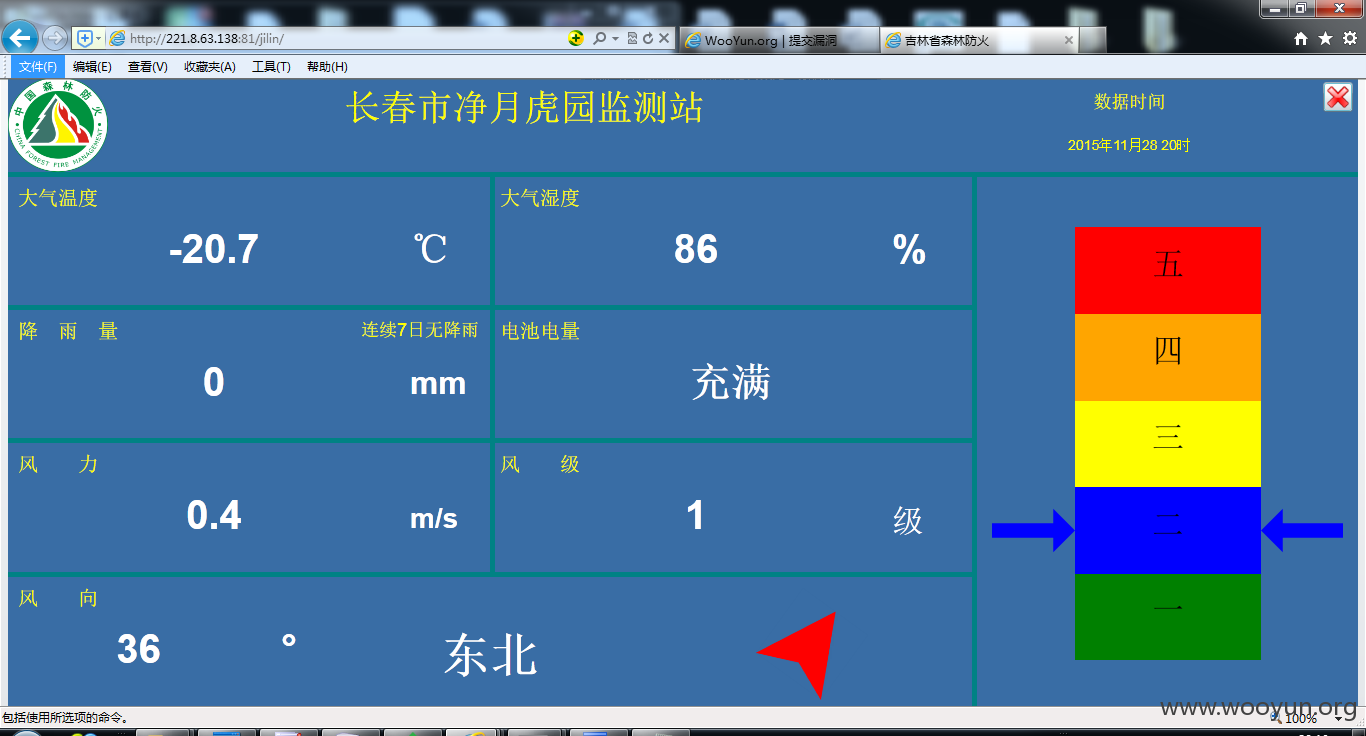 http://221.8.63.138:81/jilin/
WooYun.org | 提交漏洞
吉林省森林防火
文件(F) 编辑(E) 查看(V) 收藏夹(A) 工具(T) 帮助(H)
中国森林防火
CHINA FOREST FIRE MANAGEMENT
长春市净月虎园监测站
数据时间
2015年11月28 20时
大气温度
-20.7 ℃
大气湿度
86 %
降 雨 量 连续7日无降雨
0 mm
电池电量
充满
风 力
0.4 m/s
风 级
1 级
风 向
36 ° 东北
五
四
三
二
一
www.wooyun.org
包括使用所选项的命令。
100%